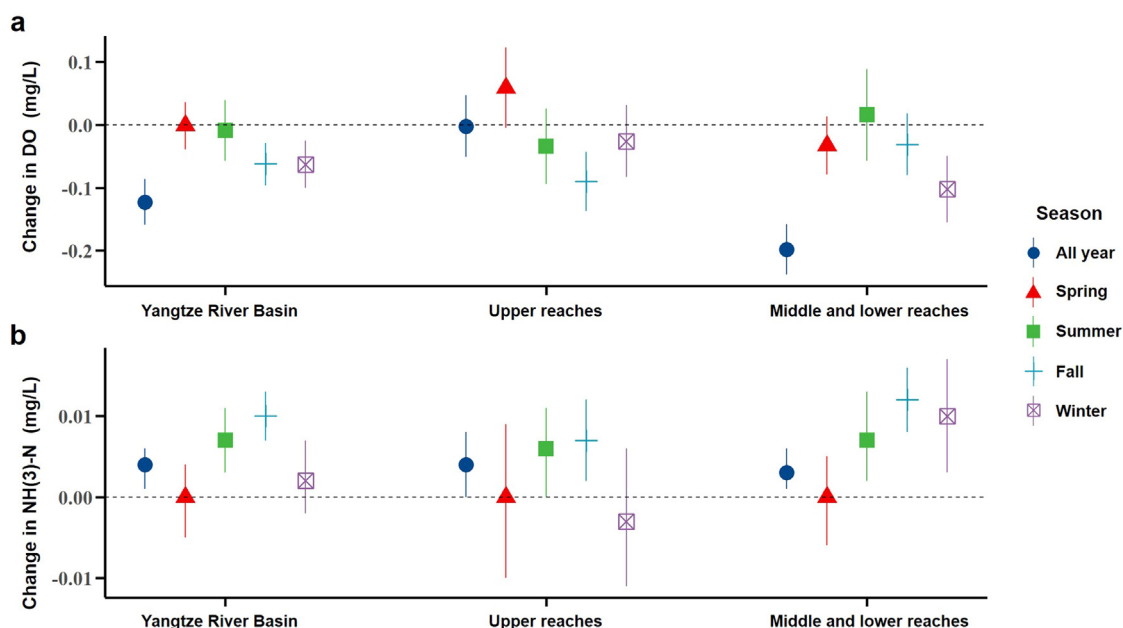 a
Change in DO (mg/L)
0.1
0.0
-0.1
-0.2
Yangtze River Basin
Upper reaches
Middle and lower reaches
b
Change in NH(3)-N (mg/L)
0.01
0.00
-0.01
Yangtze River Basin
Upper reaches
Middle and lower reaches
Season
All year
Spring
Summer
Fall
Winter